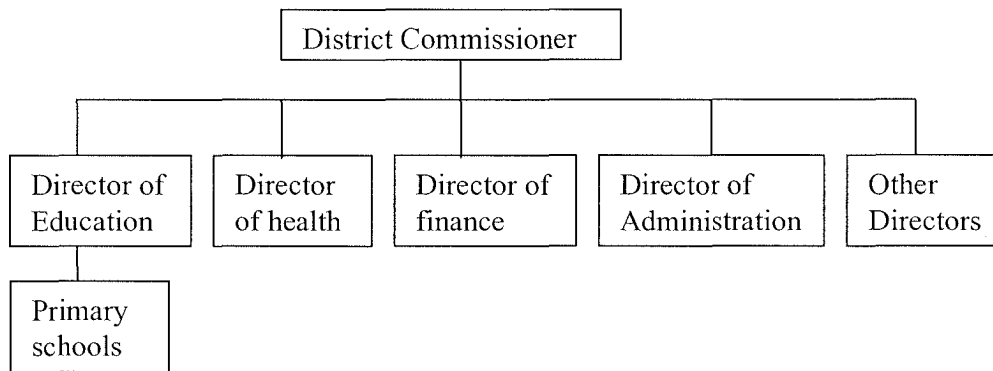 District Commissioner
Director of
Education
Director
of health
Director of
finance
Director of
Administration
Other
Directors
Primary
schools